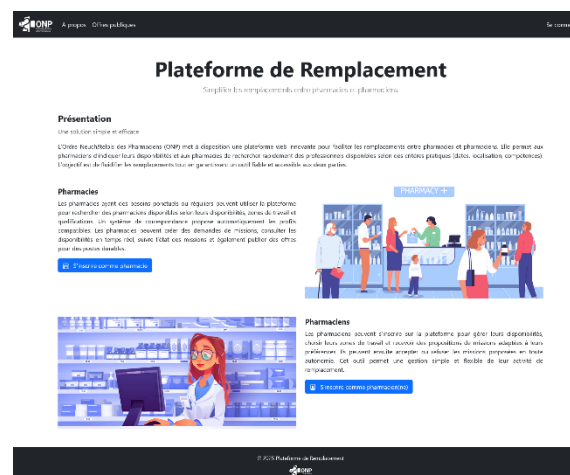 ONP À propos Offres publiques Se conne
Plateforme de Remplacement
Simplifier les remplacements entre pharmacies et pharmaciens.
Présentation
Une solution simple et efficace
L'Ordre Neuchâtelois des Pharmaciens (ONP) met à disposition une plateforme web innovante pour faciliter les remplacements entre pharmacies et pharmaciens. Elle permet aux
pharmaciens d'indiquer leurs disponibilités et aux pharmacies de rechercher rapidement des professionnels disponibles selon des critères pratiques (dates, localisation, compétences).
L'objectif est de fluidifier les remplacements tout en garantissant un outil fiable et accessible aux deux parties.
Pharmacies
Les pharmacies ayant des besoins ponctuels ou réguliers peuvent utiliser la plateforme
pour rechercher des pharmaciens disponibles selon leurs disponibilités, zones de travail et
qualifications. Un système de correspondance propose automatiquement les profils
compatibles. Les pharmacies peuvent créer des demandes de missions, consulter les
disponibilités en temps réel, suivre l'état des missions et également publier des offres
pour des postes durables.
S'inscrire comme pharmacie
PHARMACY +
Pharmaciens
Les pharmaciens peuvent s'inscrire sur la plateforme pour gérer leurs disponibilités,
choisir leurs zones de travail et recevoir des propositions de missions adaptées à leurs
préférences. Ils peuvent ensuite accepter ou refuser les missions proposées en toute
autonomie. Cet outil permet une gestion simple et flexible de leur activité de
remplacement.
S'inscrire comme pharmacien(ne)
© 2025 Plateforme de Remplacement
ONP